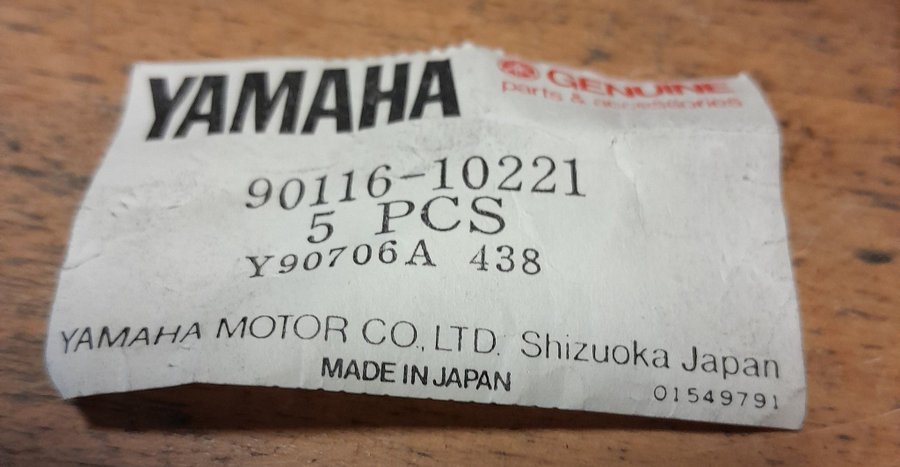 YAMAHA
GENUINE
parts & accessories
90116-10221
5 PCS
Y90706A 438
YAMAHA MOTOR CO., LTD. Shizuoka Japan
MADE IN JAPAN
01549791